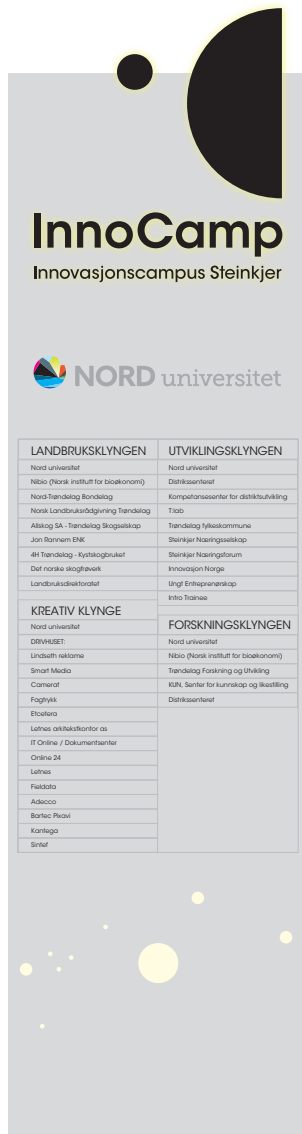 InnoCamp
Innovasjonscampus Steinkjer
NORD universitet
LANDBRUKSKLYNGEN
Nord universitet
Nibio (Norsk institutt for bioøkonomi)
Nord-Trøndelag Bondelag
Norsk Landbruksrådgivning Trøndelag
Allskog SA - Trøndelag Skogselskap
Jon Rannem ENK
4H Trøndelag - Kystskogbruket
Det norske skogfrøverk
Landbruksdirektoratet
KREATIV KLYNGE
Nord universitet
DRIVHUSET:
Lindseth reklame
Smart Media
Camerat
Fagtrykk
Etcetera
Letnes arkitektkontor as
IT Online / Dokumentsenter
Online 24
Letnes
Fieldata
Adecco
Bartec Pixavi
Kantega
Sintef
UTVIKLINGSKLYNGEN
Nord universitet
Distrikssenteret
Kompetansesenter for distriktsutvikling
T:lab
Trøndelag fylkeskommune
Steinkjer Næringsselskap
Steinkjer Næringsforum
Innovasjon Norge
Ungt Entreprenørskap
Intro Trainee
FORSKNINGSKLYNGEN
Nord universitet
Nibio (Norsk institutt for bioøkonomi)
Trøndelag Forskning og Utvikling
KUN, Senter for kunnskap og likestilling
Distrikssenteret